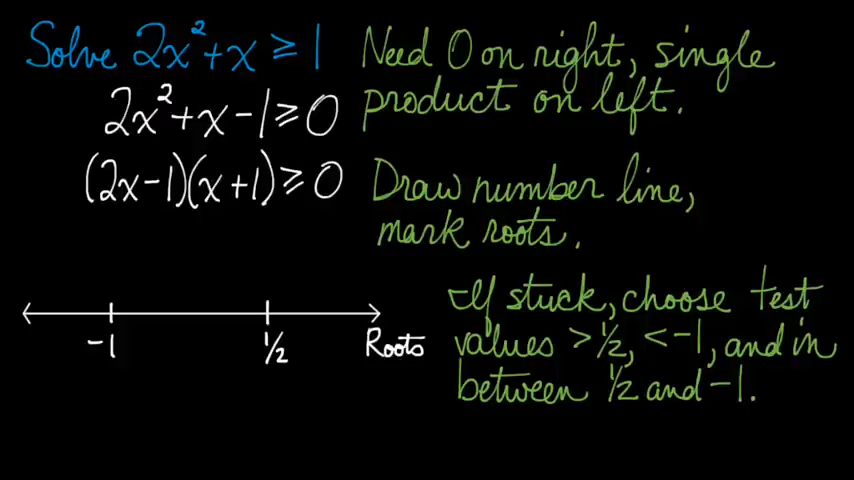 Solve 2x²+x ≥ 1
Need 0 on right, single
product on left.
2x²+x-1 ≥ 0
(2x-1)(x+1) ≥ 0
Draw number line,
mark roots.
-If stuck, choose test
values > 1/2, < -1, and in
between 1/2 and -1.
-1 1/2 Roots